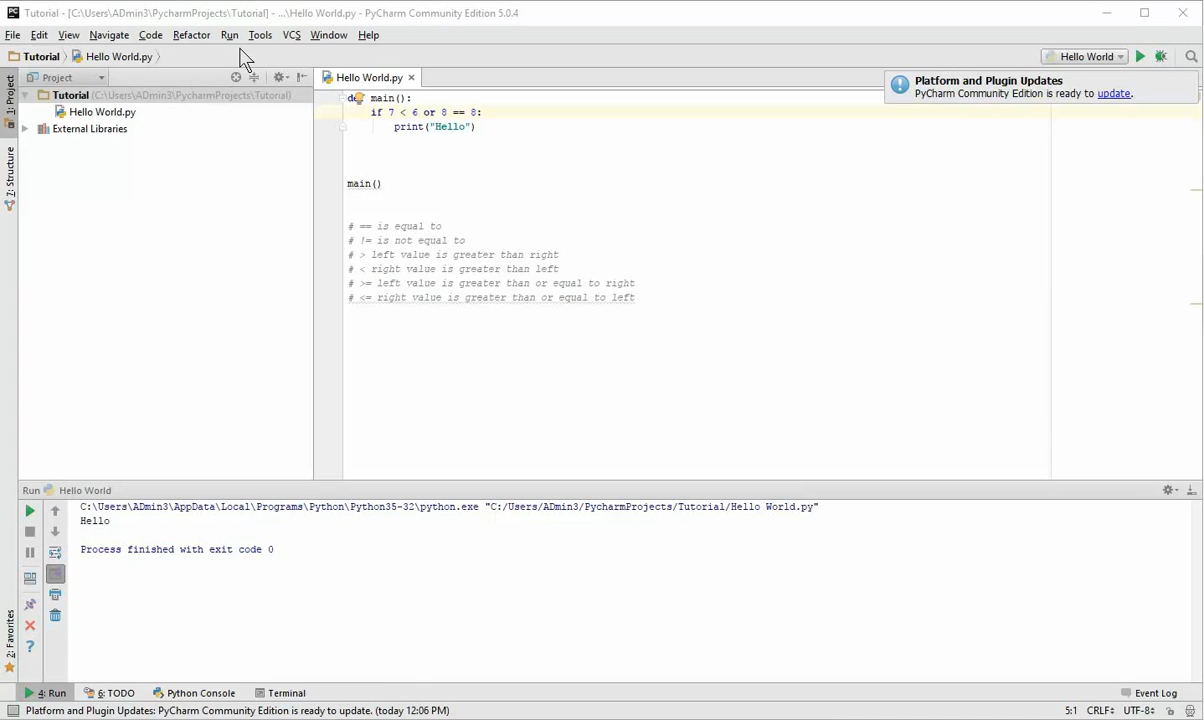 Tutorial - [C:\Users\ADmin3\PycharmProjects\Tutorial] - ...\Hello World.py - PyCharm Community Edition 5.0.4
File Edit View Navigate Code Refactor Run Tools VCS Window Help
Tutorial Hello World.py Hello World
1: Project
7: Structure
2: Favorites
Project
Tutorial (C:\Users\ADmin3\PycharmProjects\Tutorial)
Hello World.py
External Libraries
Hello World.py
Platform and Plugin Updates
PyCharm Community Edition is ready to update.
def main():
if 7 < 6 or 8 == 8:
print("Hello")
main()
# == is equal to
# != is not equal to
# > left value is greater than right
# < right value is greater than left
# >= left value is greater than or equal to right
# <= right value is greater than or equal to left
Run Hello World
C:\Users\ADmin3\AppData\Local\Programs\Python\Python35-32\python.exe "C:/Users/ADmin3/PycharmProjects/Tutorial/Hello World.py"
Hello
Process finished with exit code 0
4: Run 6: TODO Python Console Terminal Event Log
Platform and Plugin Updates: PyCharm Community Edition is ready to update. (today 12:06 PM) 5:1 CRLF UTF-8